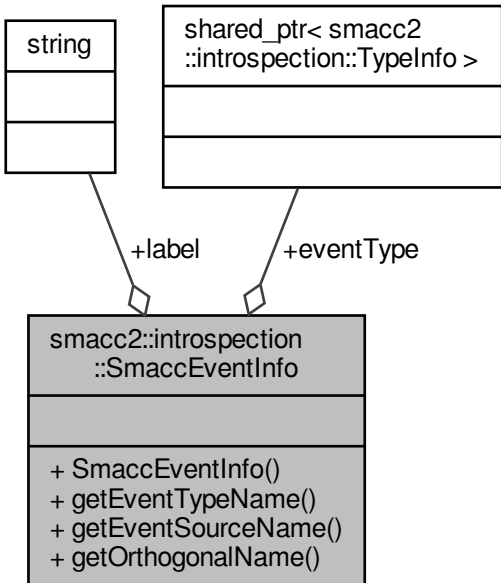 string
shared_ptr< smacc2
::introspection::TypeInfo >
+label
+eventType
smacc2::introspection
::SmaccEventInfo
+ SmaccEventInfo()
+ getEventTypeName()
+ getEventSourceName()
+ getOrthogonalName()